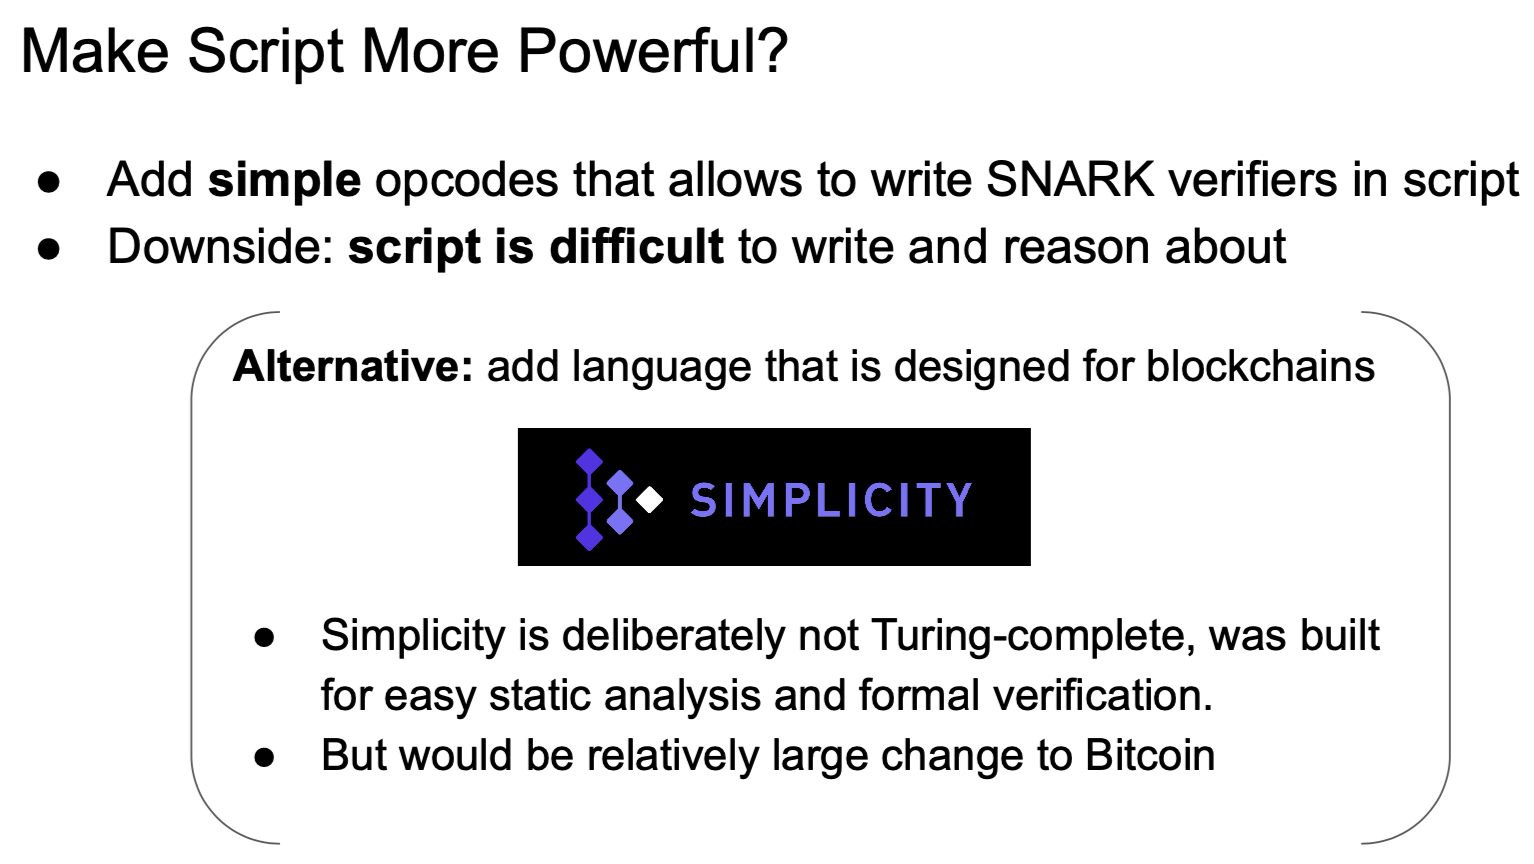 Make Script More Powerful?
● Add simple opcodes that allows to write SNARK verifiers in script
● Downside: script is difficult to write and reason about
Alternative: add language that is designed for blockchains
SIMPLICITY
● Simplicity is deliberately not Turing-complete, was built
for easy static analysis and formal verification.
● But would be relatively large change to Bitcoin